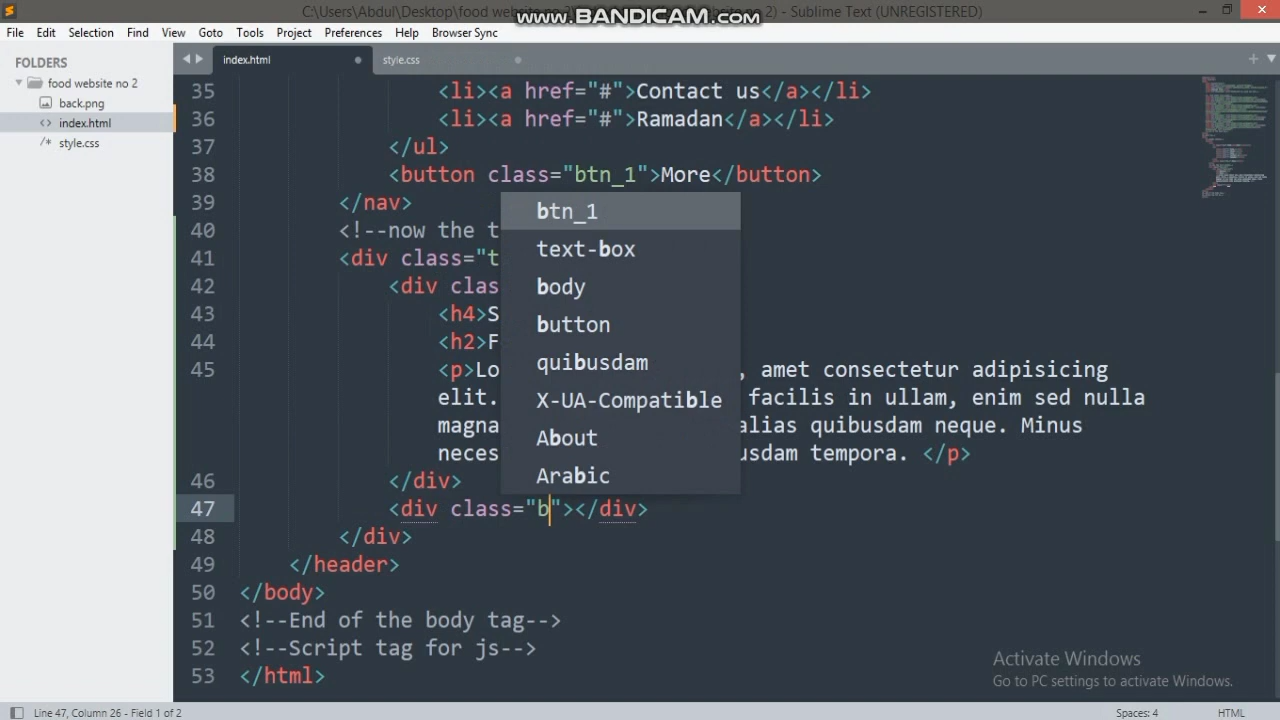 C:\Users\Abdul\Desktop\food website no 2) - Sublime Text (UNREGISTERED)
www.BANDICAM.com
File Edit Selection Find View Goto Tools Project Preferences Help Browser Sync
FOLDERS
food website no 2
back.png
index.html
style.css
index.html style.css
35 <li><a href="#">Contact us</a></li>
36 <li><a href="#">Ramadan</a></li>
37 </ul>
38 <button class="btn_1">More</button>
39 </nav>
40 <!--now the t
41 <div class="t
42 <div clas
43 <h4>S
44 <h2>F
45 <p>Lo , amet consectetur adipisicing
elit. facilis in ullam, enim sed nulla
magna alias quibusdam neque. Minus
neces usdam tempora. </p>
46 </div>
47 <div class="b"></div>
48 </div>
49 </header>
50 </body>
51 <!--End of the body tag-->
52 <!--Script tag for js-->
53 </html>
btn_1
text-box
body
button
quibusdam
X-UA-Compatible
About
Arabic
Activate Windows
Go to PC settings to activate Windows.
Line 47, Column 26 - Field 1 of 2 Spaces: 4 HTML